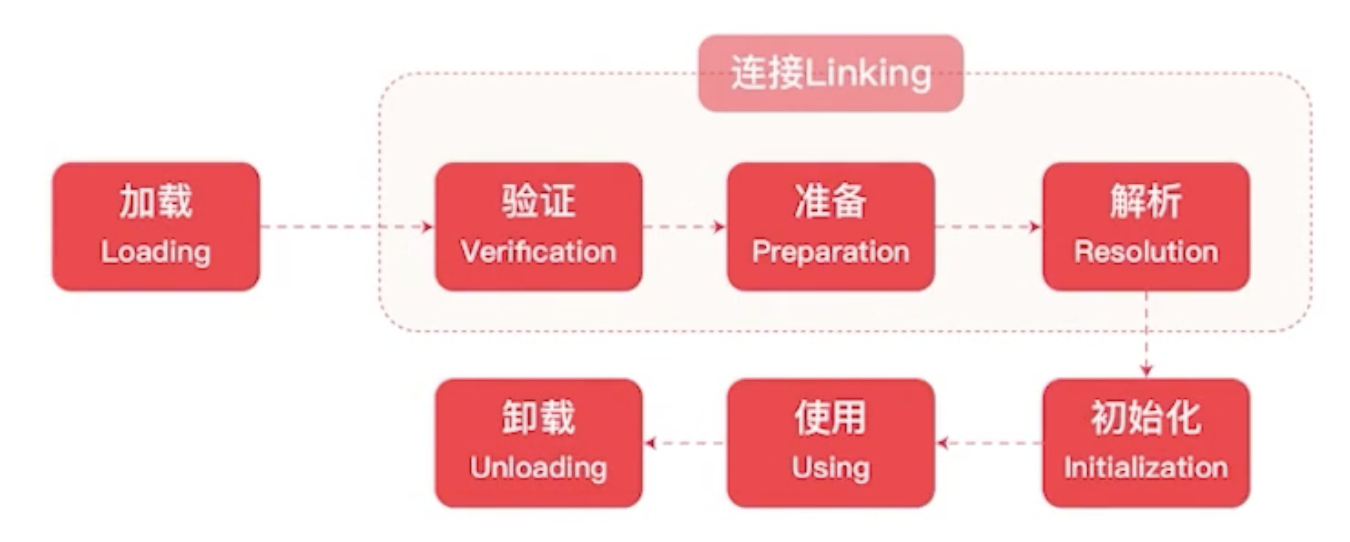 连接Linking
加载
Loading
验证
Verification
准备
Preparation
解析
Resolution
卸载
Unloading
使用
Using
初始化
Initialization